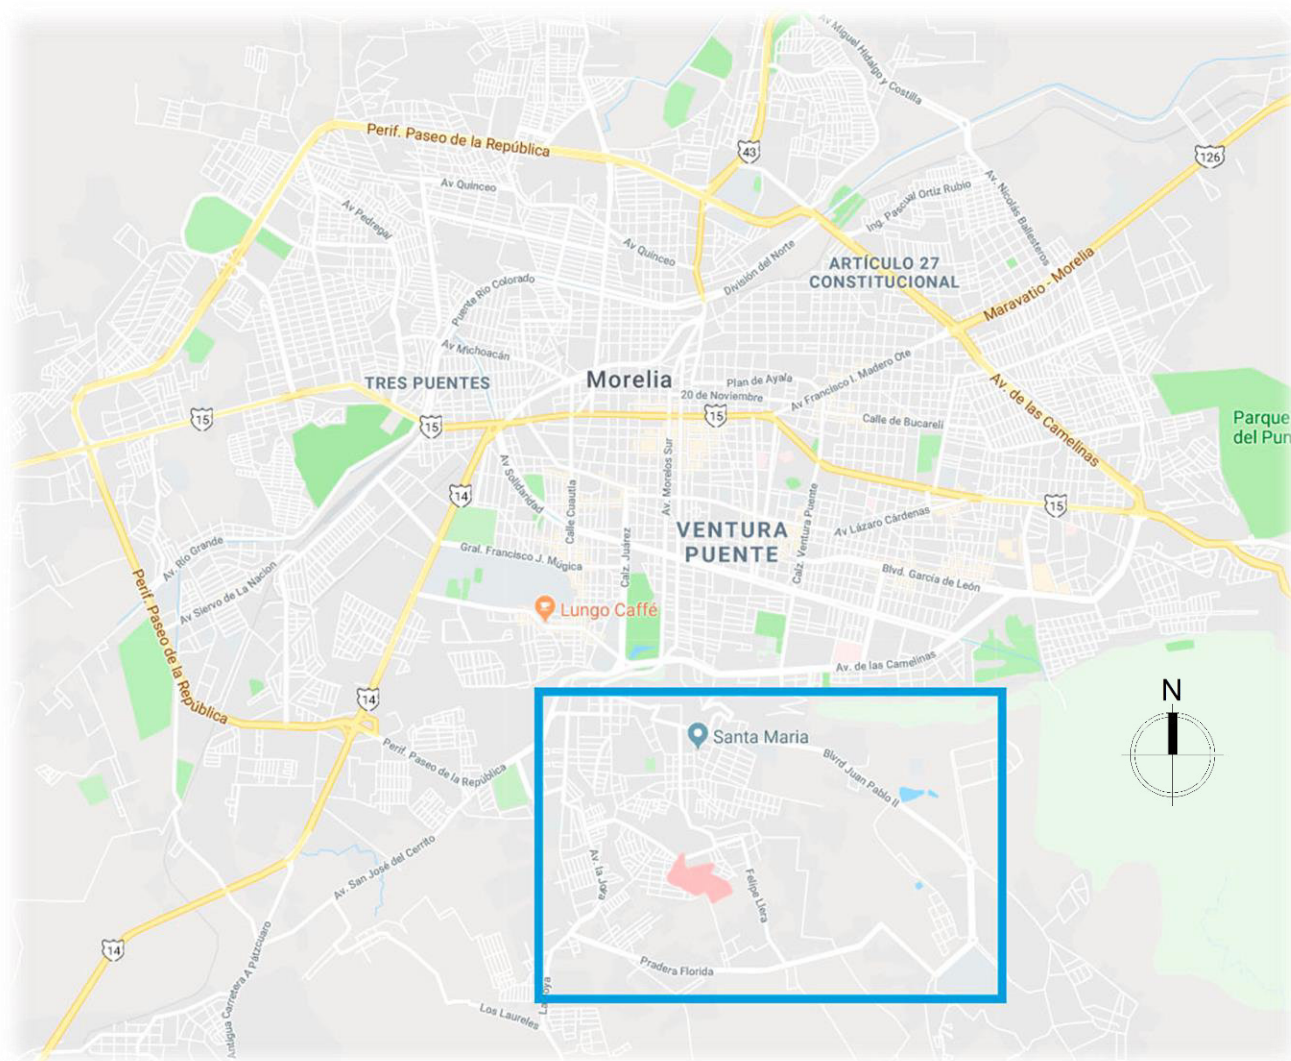 Av Miguel Hidalgo y Costilla
Perif. Paseo de la República
43
126
Av Quinceo
Av Pedregal
Ing. Pascual Ortiz Rubio
Av. Nicolás Ballesteros
Av Quinceo
División del Norte
ARTÍCULO 27
CONSTITUCIONAL
Maravatio - Morelia
Puente Rio Colorado
Av Michoacán
TRES PUENTES
Morelia
Plan de Ayala
20 de Noviembre
Av Francisco I. Madero Ote
Av. de las Camelinas
15
15
15
Calle de Bucareli
Parque
del Pun
Av. Morelos Sur
Av Solidaridad
14
Calle Cuautla
15
VENTURA
PUENTE
Calz. Ventura Puente
Av Lázaro Cárdenas
Calz. Juárez
Gral. Francisco J. Múgica
Av. Río Grande
Blvd. García de León
Av Siervo de La Nacion
Lungo Caffé
Perif. Paseo de la República
Av. de las Camelinas
14
N
Santa Maria
Perif. Paseo de la República
Blvrd Juan Pablo II
Av. San José del Cerrito
Av. la Joya
Felipe Llera
14
Antigua Carretera A Pátzcuaro
Pradera Florida
Los Laureles